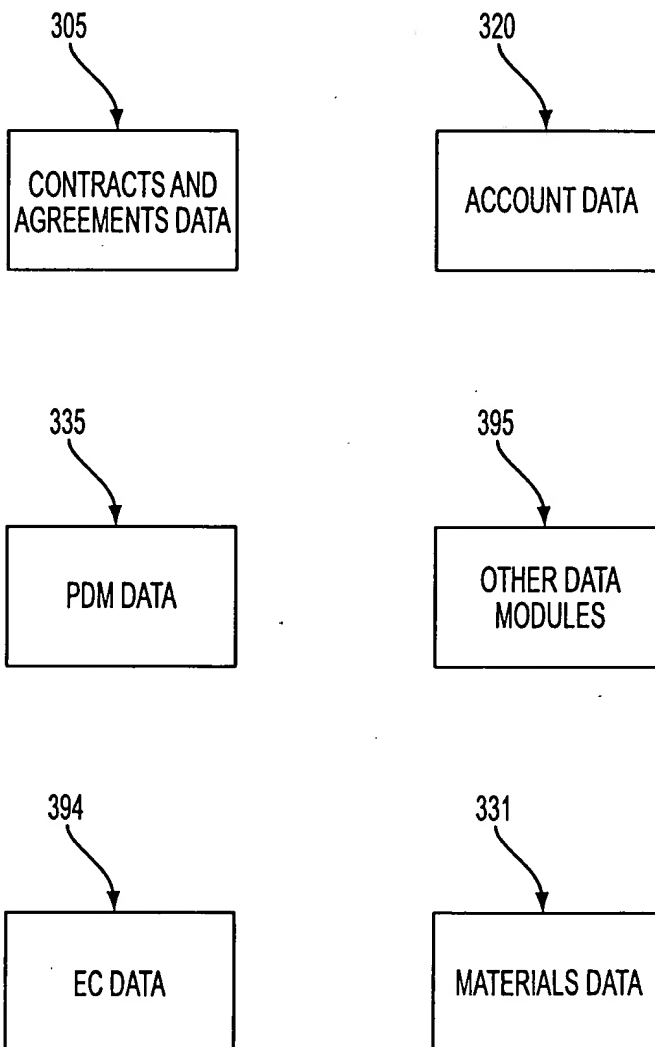 305
320
CONTRACTS AND
AGREEMENTS DATA
ACCOUNT DATA
335
395
PDM DATA
OTHER DATA
MODULES
394
331
EC DATA
MATERIALS DATA